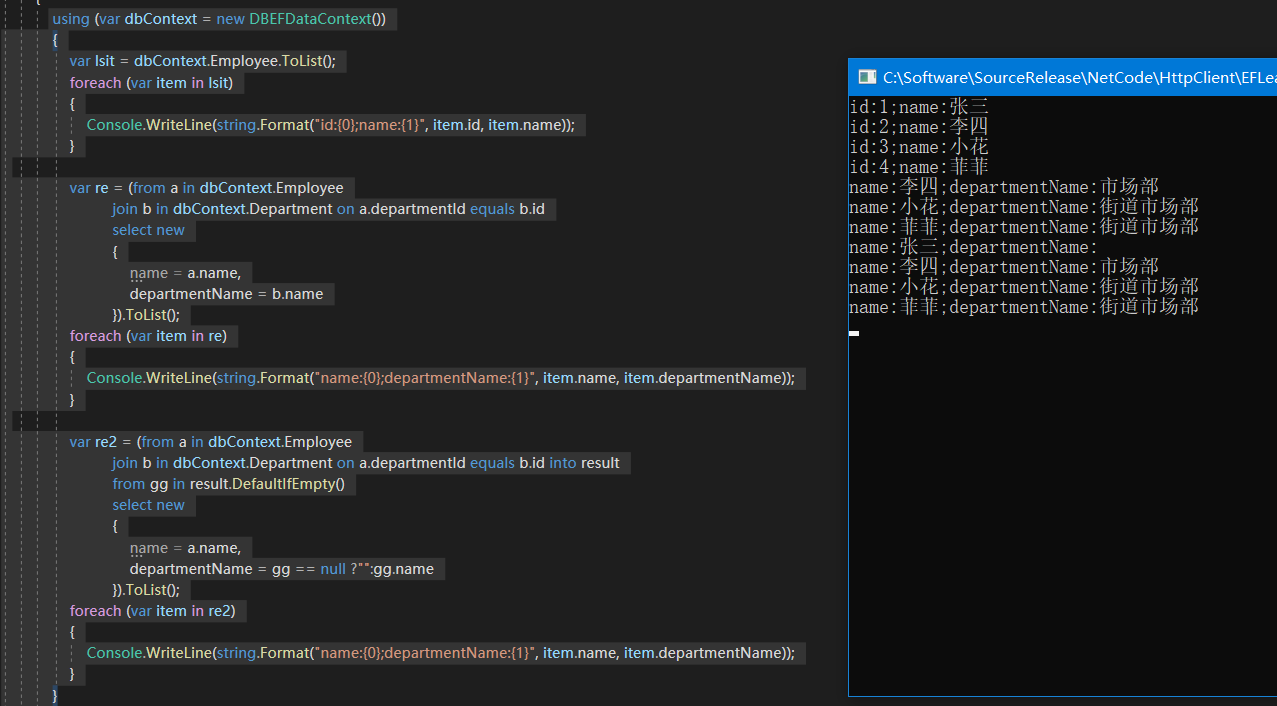 {
using (var dbContext = new DBEFDataContext())
{
var lsit = dbContext.Employee.ToList();
foreach (var item in lsit)
{
Console.WriteLine(string.Format("id:{0};name:{1}", item.id, item.name));
}
var re = (from a in dbContext.Employee
join b in dbContext.Department on a.departmentId equals b.id
select new
{
name = a.name,
departmentName = b.name
}).ToList();
foreach (var item in re)
{
Console.WriteLine(string.Format("name:{0};departmentName:{1}", item.name, item.departmentName));
}
var re2 = (from a in dbContext.Employee
join b in dbContext.Department on a.departmentId equals b.id into result
from gg in result.DefaultIfEmpty()
select new
{
name = a.name,
departmentName = gg == null ?"":gg.name
}).ToList();
foreach (var item in re2)
{
Console.WriteLine(string.Format("name:{0};departmentName:{1}", item.name, item.departmentName));
}
}
C:\Software\SourceRelease\NetCode\HttpClient\EFLea
id:1;name:张三
id:2;name:李四
id:3;name:小花
id:4;name:菲菲
name:李四;departmentName:市场部
name:小花;departmentName:街道市场部
name:菲菲;departmentName:街道市场部
name:张三;departmentName:
name:李四;departmentName:市场部
name:小花;departmentName:街道市场部
name:菲菲;departmentName:街道市场部